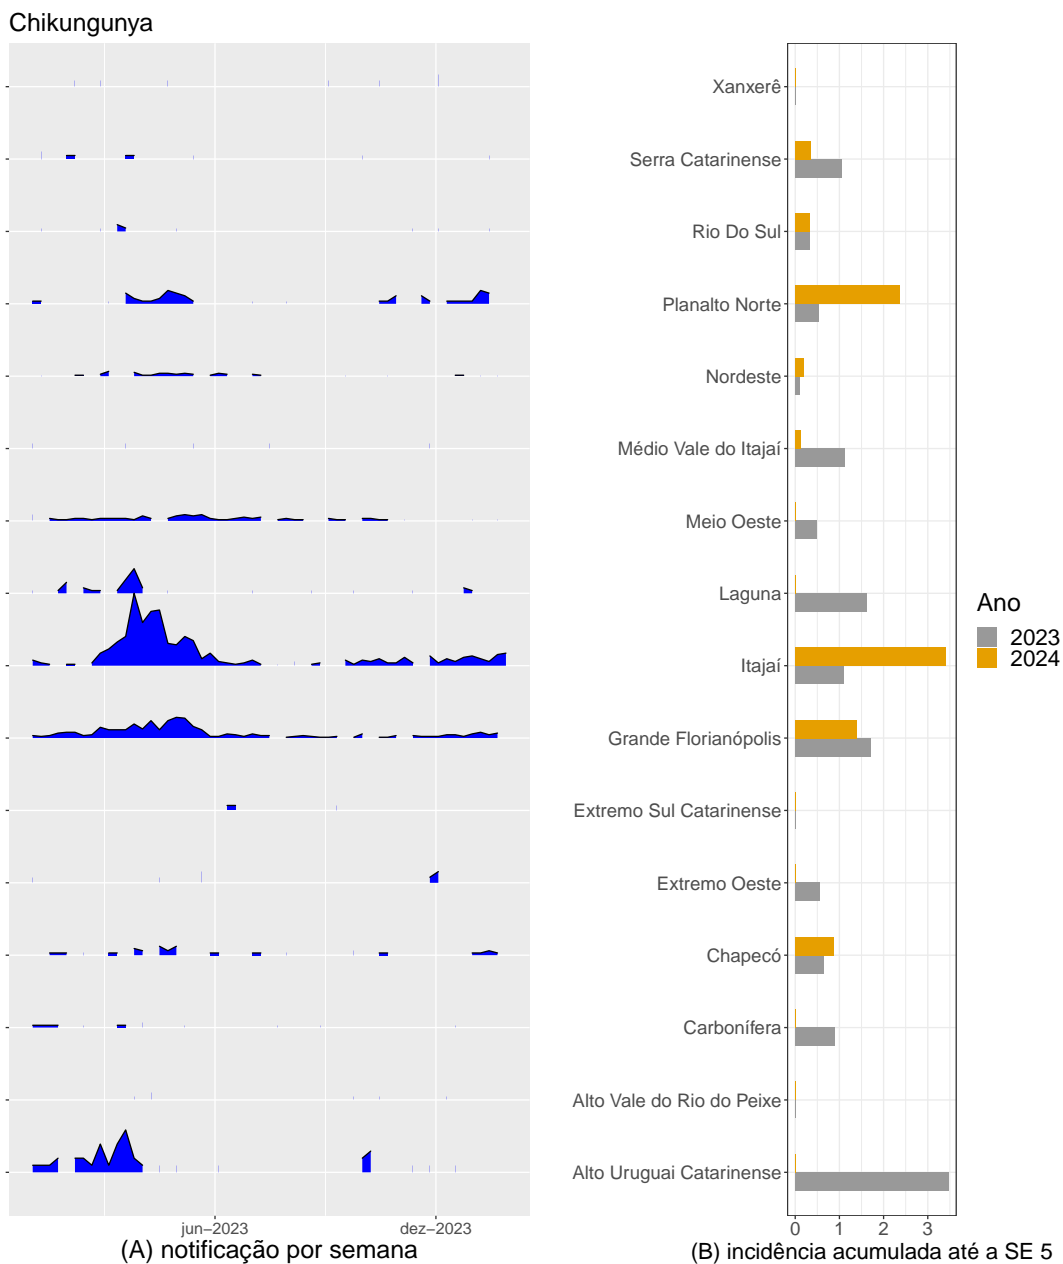 Chikungunya
Xanxerê
Serra Catarinense
Rio Do Sul
Planalto Norte
Nordeste
Médio Vale do Itajaí
Meio Oeste
Laguna
Itajaí
Grande Florianópolis
Extremo Sul Catarinense
Extremo Oeste
Chapecó
Carbonífera
Alto Vale do Rio do Peixe
Alto Uruguai Catarinense
jun−2023 dez−2023
(A) notificação por semana
0 1 2 3
(B) incidência acumulada até a SE 5
Ano
2023
2024